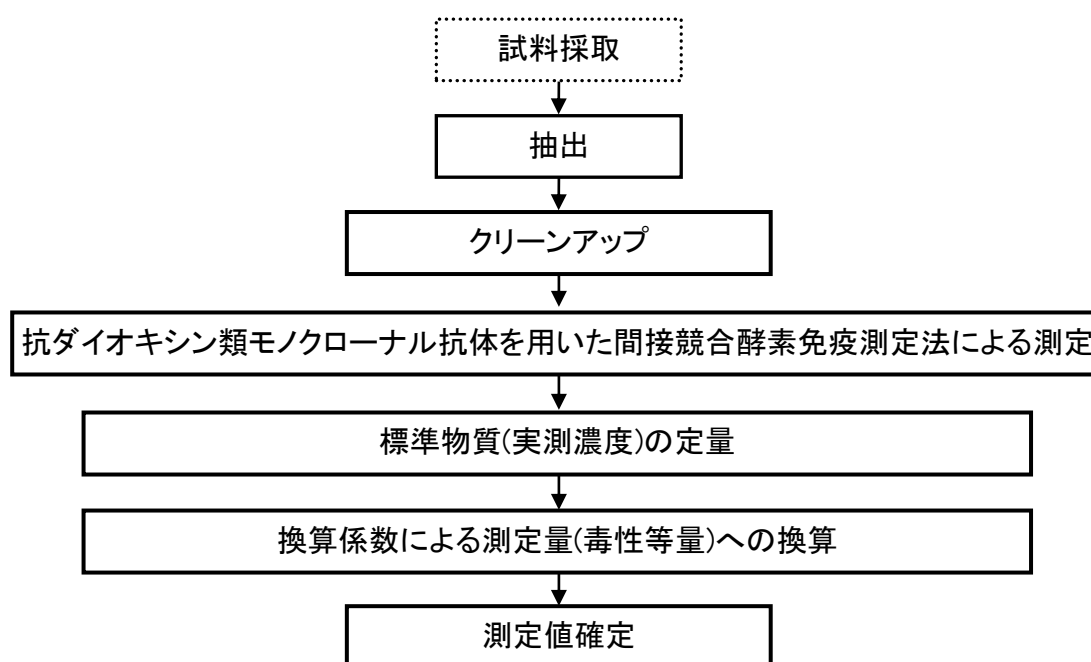 試料採取
抽出
クリーンアップ
抗ダイオキシン類モノクローナル抗体を用いた間接競合酵素免疫測定法による測定
標準物質(実測濃度)の定量
換算係数による測定量(毒性等量)への換算
測定値確定